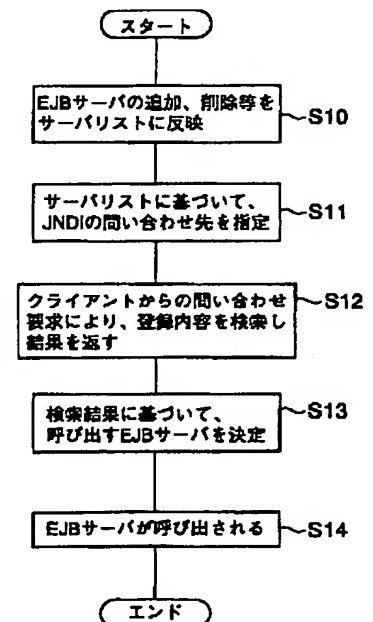 スタート
EJBサーバの追加、削除等を
サーバリストに反映
S10
サーバリストに基づいて、
JNDIの問い合わせ先を指定
S11
クライアントからの問い合わせ
要求により、登録内容を検索し
結果を返す
S12
検索結果に基づいて、
呼び出すEJBサーバを決定
S13
EJBサーバが呼び出される
S14
エンド